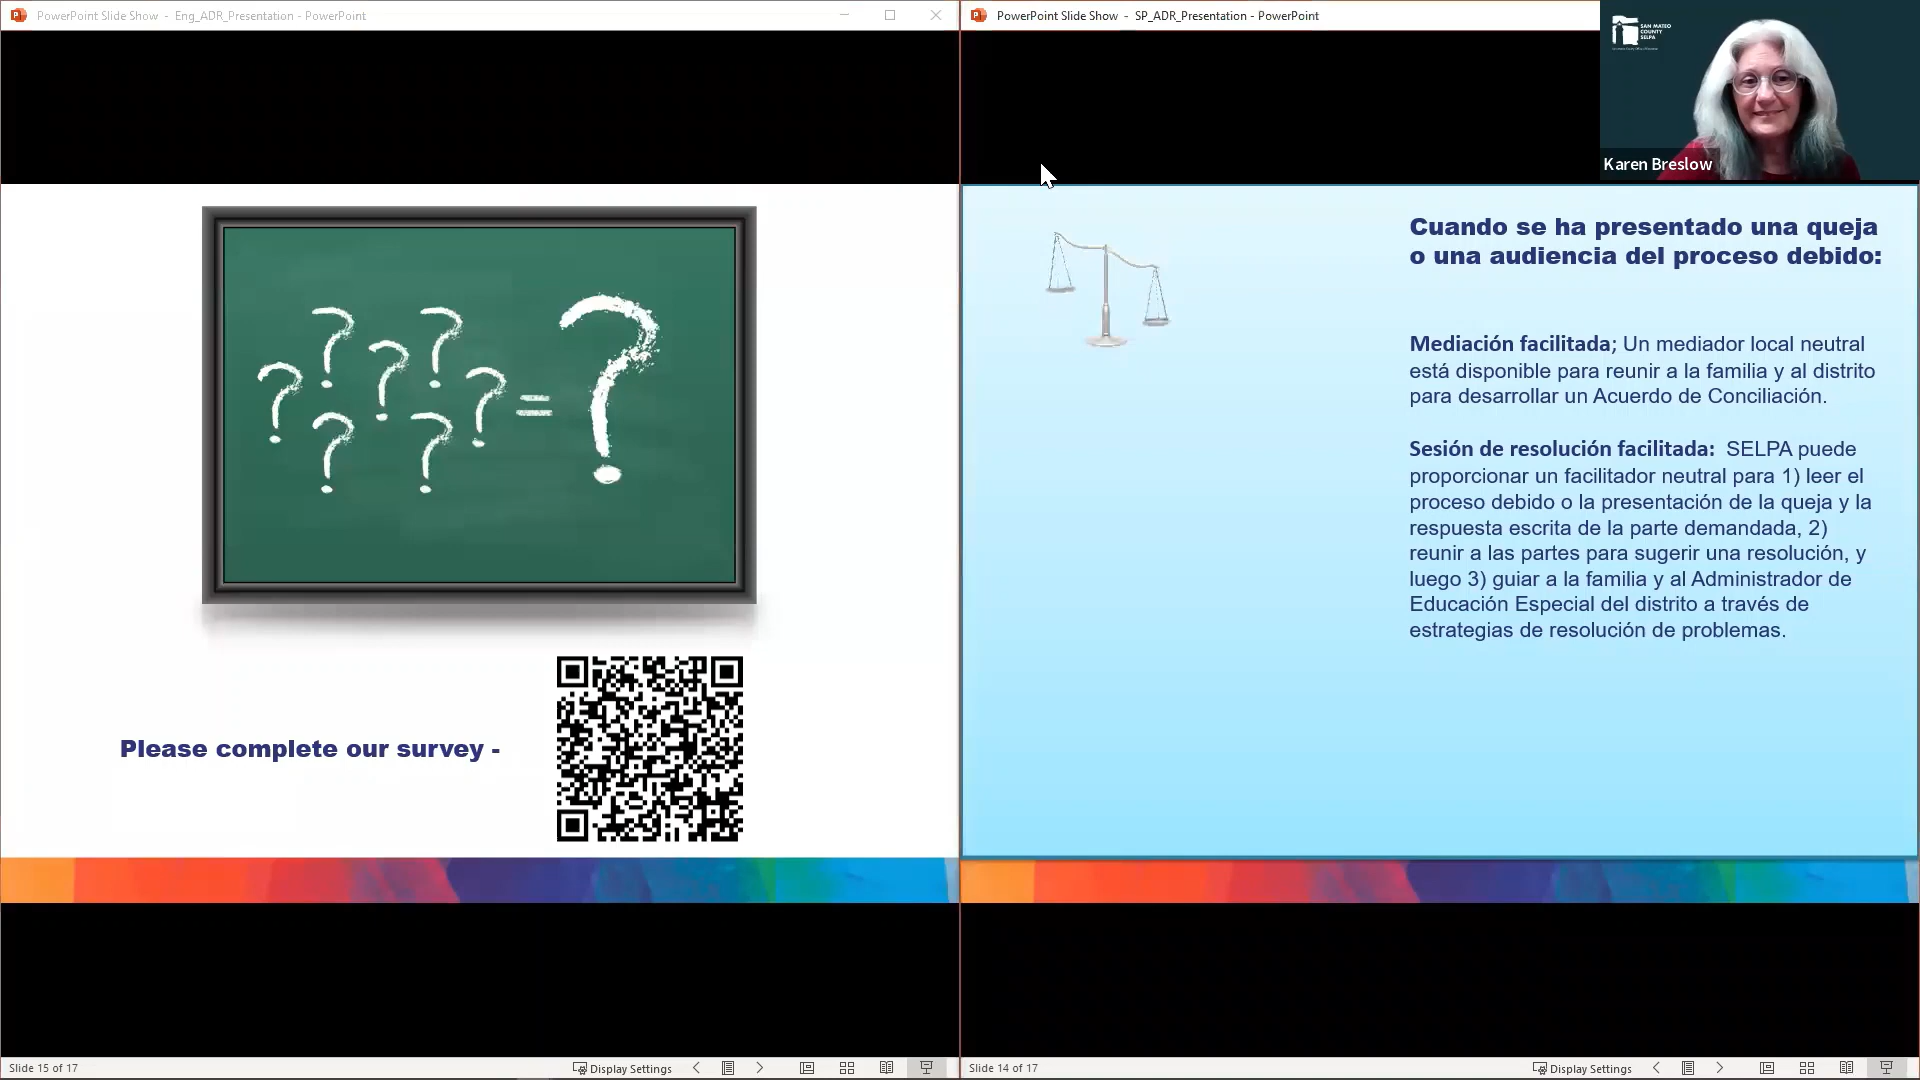 PowerPoint Slide Show - Eng_ADR_Presentation - PowerPoint
PowerPoint Slide Show - SP_ADR_Presentation - PowerPoint
SAN MATEO
COUNTY
SELPA
Karen Breslow
? ? ? ? ? ? ? = ?
Please complete our survey -
Cuando se ha presentado una queja
o una audiencia del proceso debido:
Mediación facilitada; Un mediador local neutral
está disponible para reunir a la familia y al distrito
para desarrollar un Acuerdo de Conciliación.
Sesión de resolución facilitada: SELPA puede
proporcionar un facilitador neutral para 1) leer el
proceso debido o la presentación de la queja y la
respuesta escrita de la parte demandada, 2)
reunir a las partes para sugerir una resolución, y
luego 3) guiar a la familia y al Administrador de
Educación Especial del distrito a través de
estrategias de resolución de problemas.
Slide 15 of 17
Display Settings
Slide 14 of 17
Display Settings